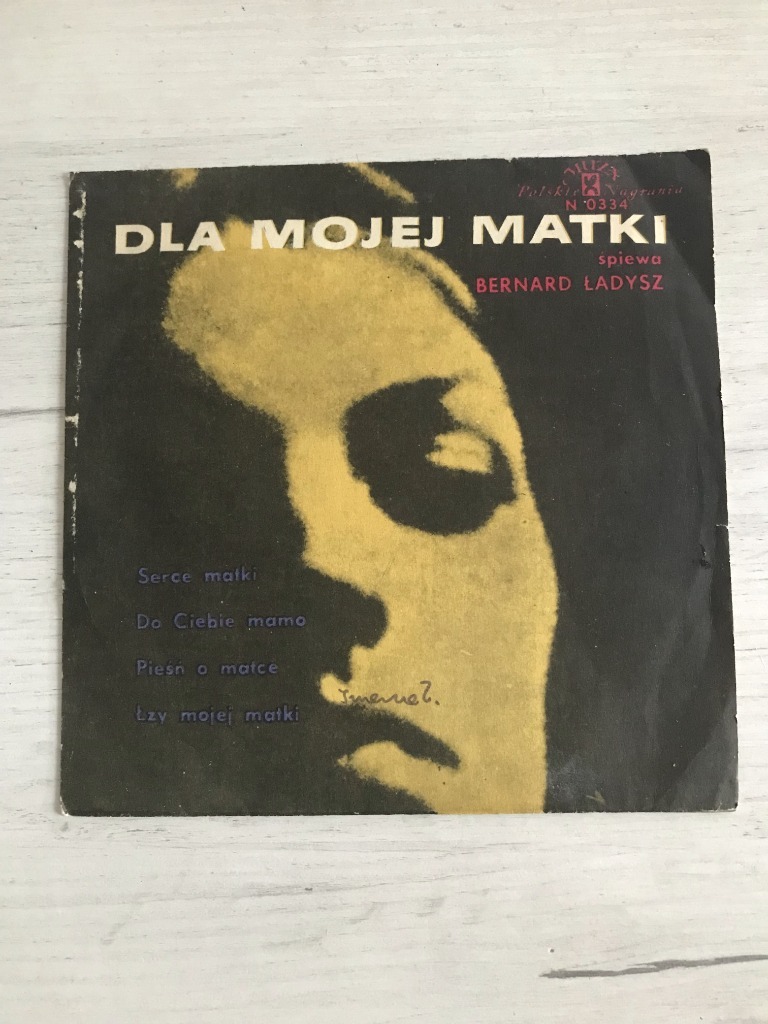 MUZA
Polskie Nagrania
N 0334
DLA MOJEJ MATKI
śpiewa
BERNARD ŁADYSZ
Serce matki
Do Ciebie mamo
Pieśń o matce
Łzy mojej matki